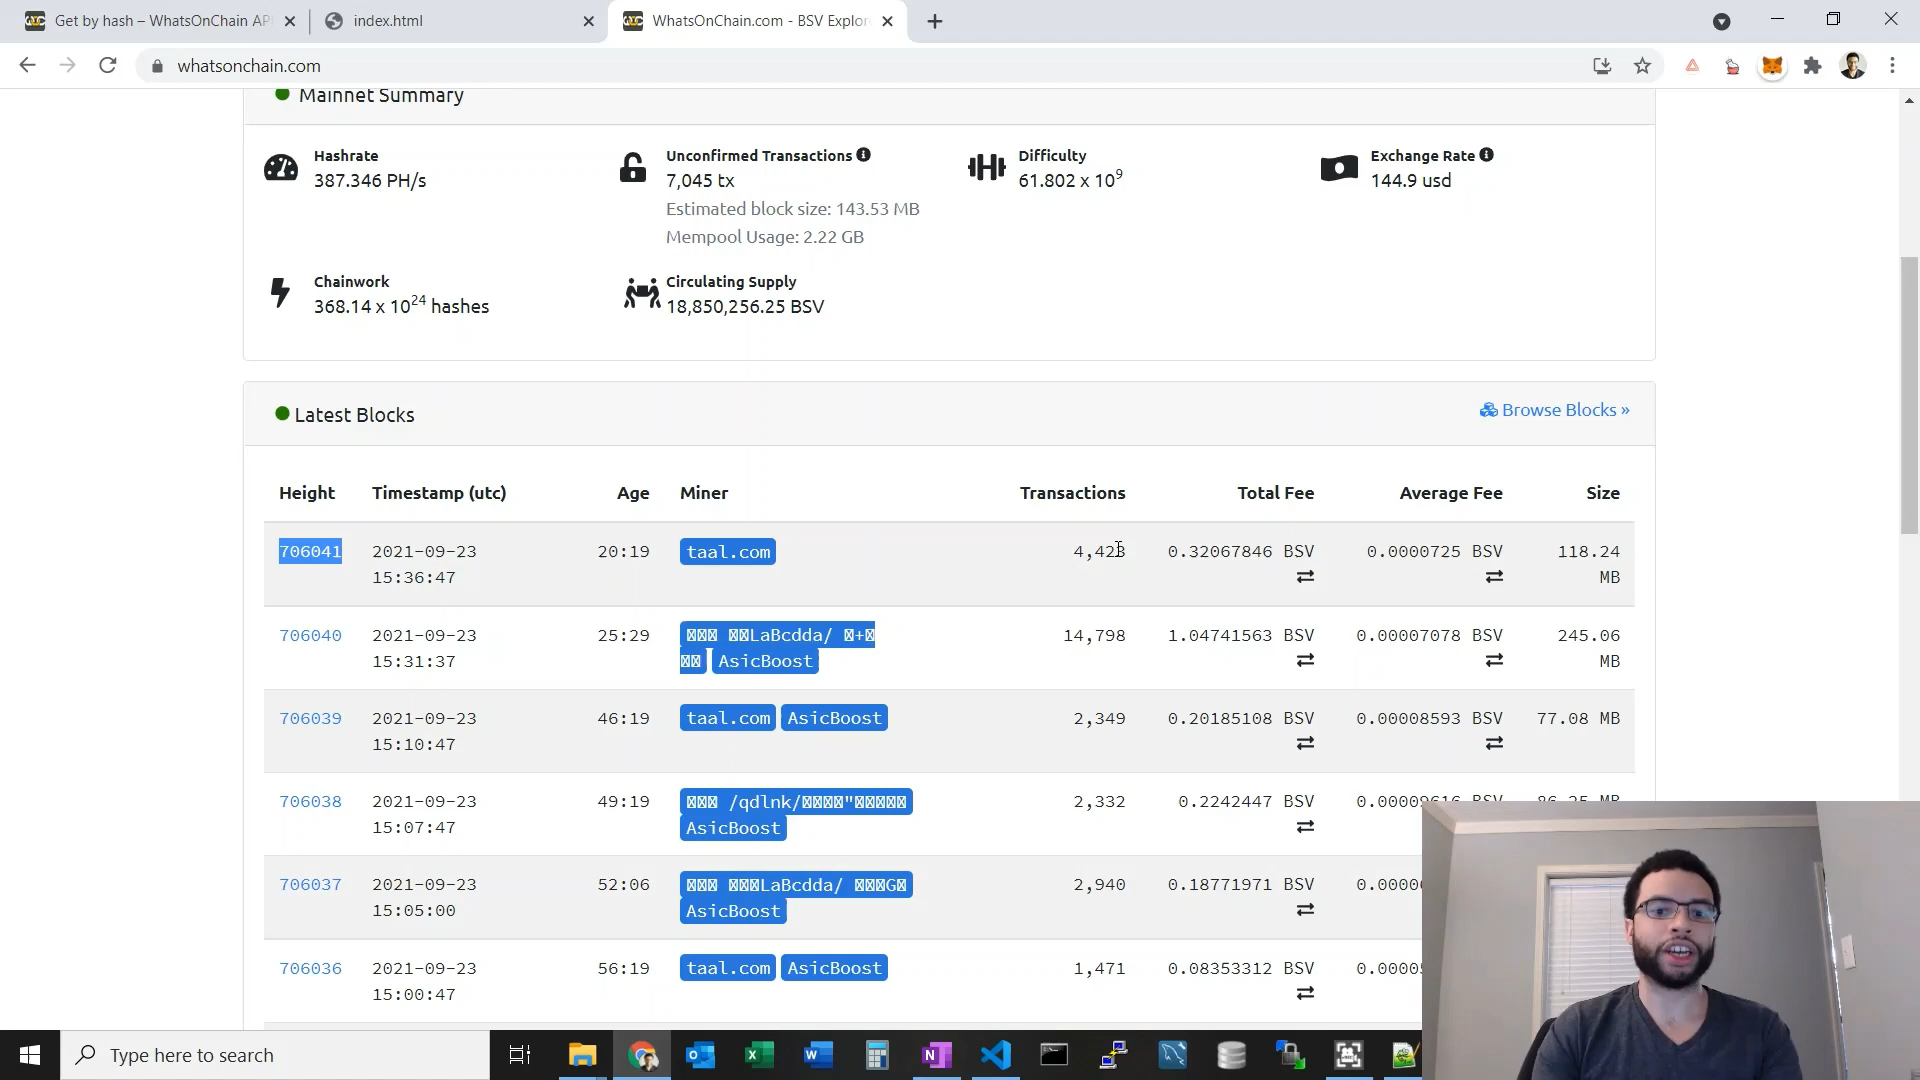 Get by hash – WhatsOnChain AP
index.html
WhatsOnChain.com - BSV Explor
whatsonchain.com
Mainnet Summary
Hashrate
387.346 PH/s
Unconfirmed Transactions
7,045 tx
Estimated block size: 143.53 MB
Mempool Usage: 2.22 GB
Difficulty
61.802 x 10⁹
Exchange Rate
144.9 usd
Chainwork
368.14 x 10²⁴ hashes
Circulating Supply
18,850,256.25 BSV
Latest Blocks
Browse Blocks »
Height Timestamp (utc) Age Miner Transactions Total Fee Average Fee Size
706041 2021-09-23 20:19 taal.com 4,423 0.32067846 BSV 0.0000725 BSV 118.24
15:36:47 MB
706040 2021-09-23 25:29 LaBcdda/ + 14,798 1.04741563 BSV 0.00007078 BSV 245.06
15:31:37 AsicBoost MB
706039 2021-09-23 46:19 taal.com AsicBoost 2,349 0.20185108 BSV 0.00008593 BSV 77.08 MB
15:10:47
706038 2021-09-23 49:19 /qdlnk/ " 2,332 0.2242447 BSV
15:07:47 AsicBoost
706037 2021-09-23 52:06 LaBcdda/ G 2,940 0.18771971 BSV
15:05:00 AsicBoost
706036 2021-09-23 56:19 taal.com AsicBoost 1,471 0.08353312 BSV
15:00:47
Type here to search